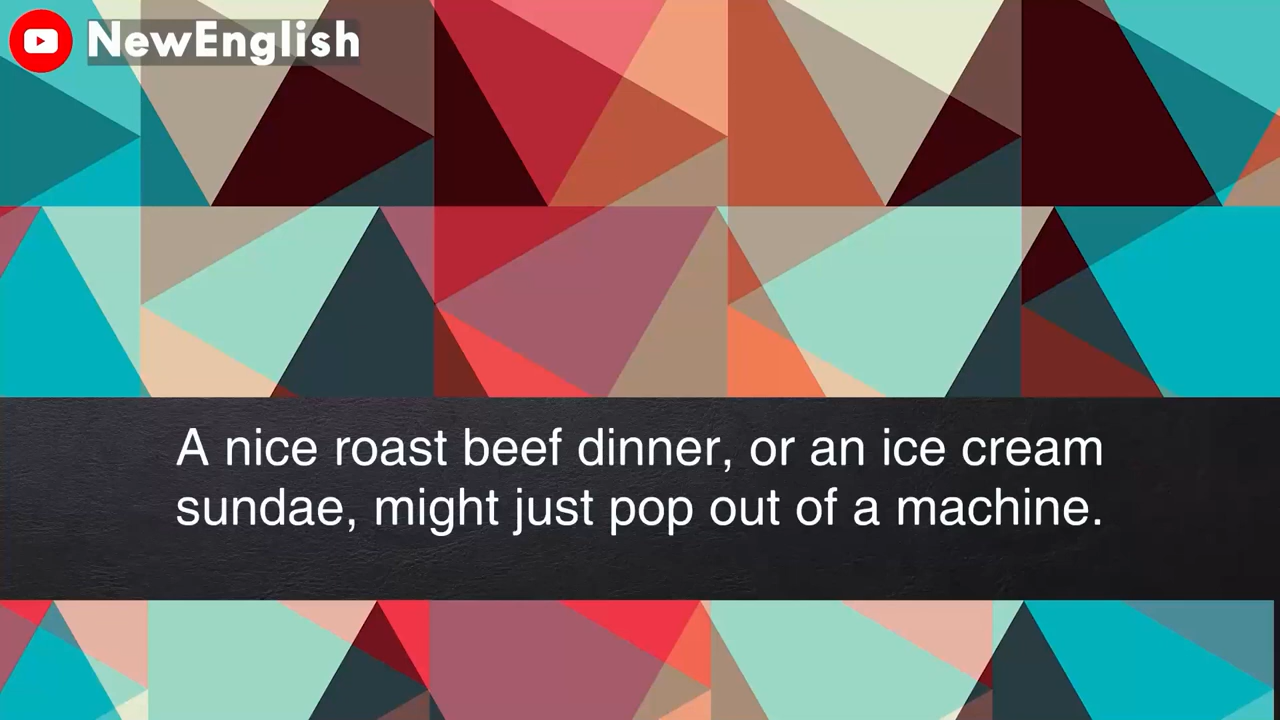 NewEnglish
A nice roast beef dinner, or an ice cream
sundae, might just pop out of a machine.